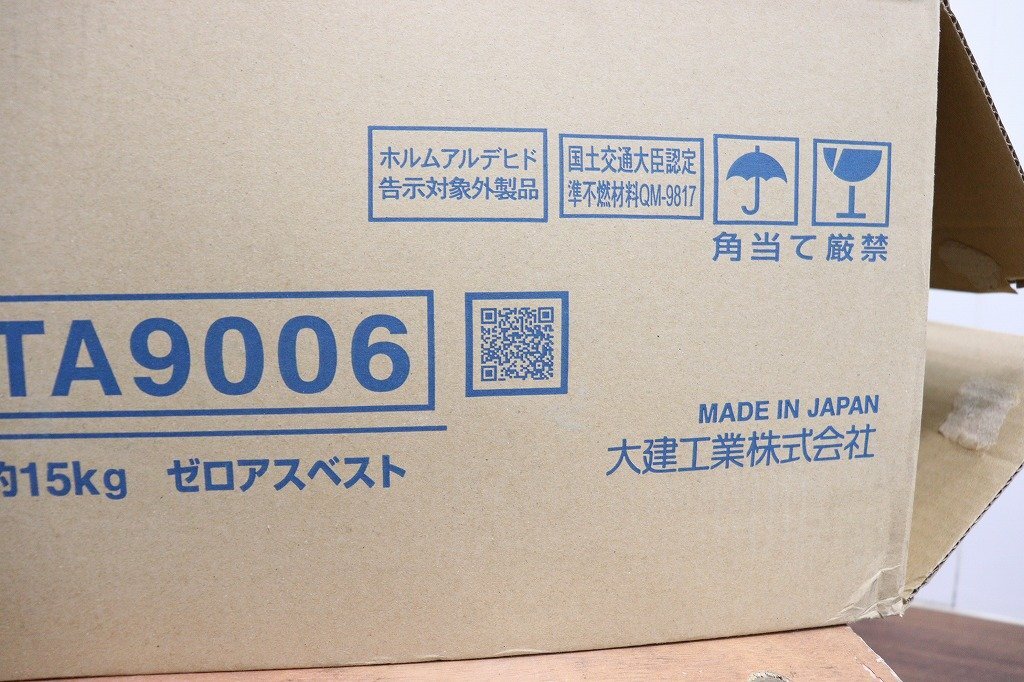 ホルムアルデヒド
告示対象外製品
国土交通大臣認定
準不燃材料QM-9817
角当て厳禁
TA9006
約15kg ゼロアスベスト
MADE IN JAPAN
大建工業株式会社